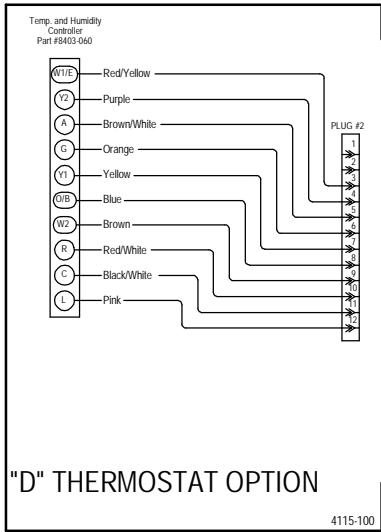 Temp. and Humidity
Controller
Part #8403-060
W1/E Red/Yellow
Y2 Purple
A Brown/White
G Orange
Y1 Yellow
O/B Blue
W2 Brown
R Red/White
C Black/White
L Pink
PLUG #2
1
2
3
4
5
6
7
8
9
10
11
12
"D" THERMOSTAT OPTION
4115-100